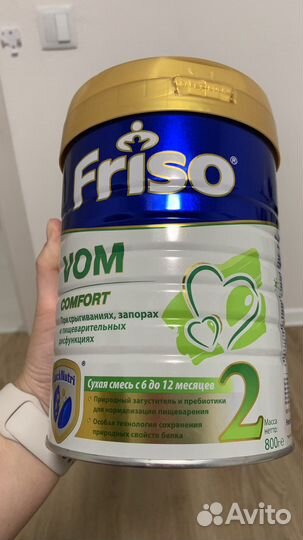 Friso®
VOM
COMFORT
При срыгиваниях, запорах
и пищеварительных
дисфункциях
Сухая смесь с 6 до 12 месяцев
Природный загуститель и пребиотики
для нормализации пищеварения
Особая технология сохранения
природных свойств белка
2
Масса
нетто:
800г
Avito